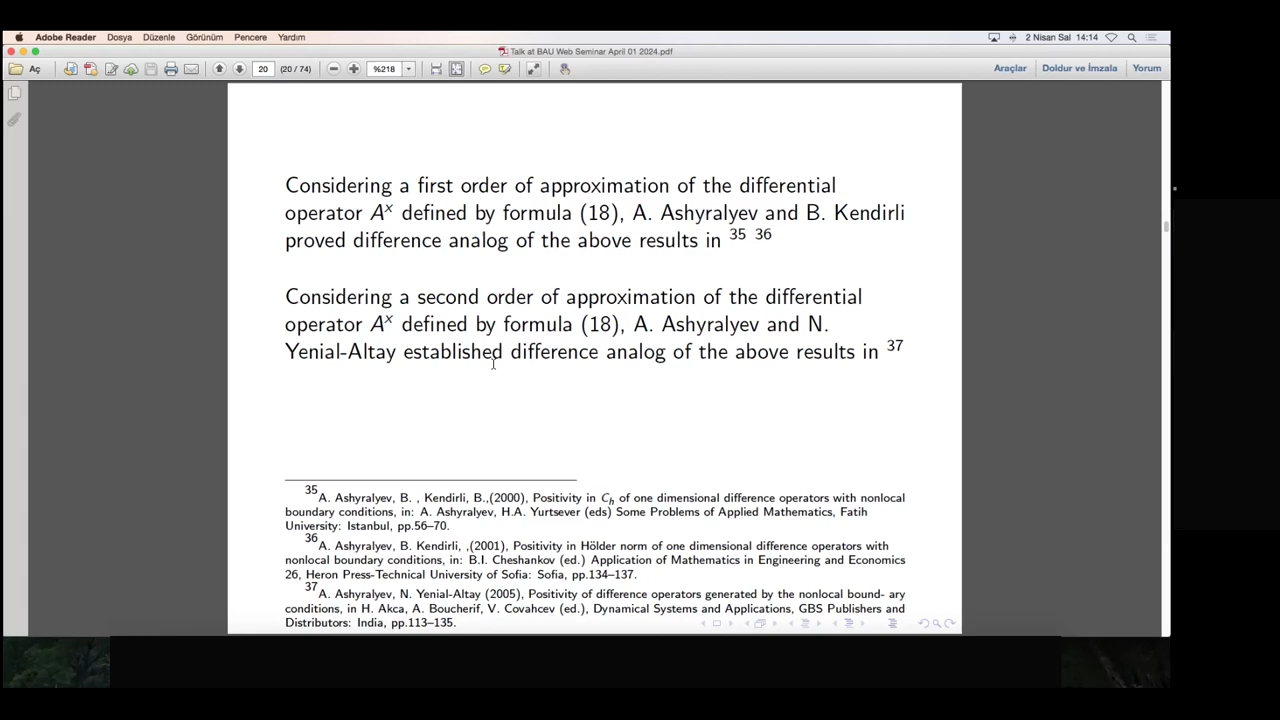 Adobe Reader Dosya Düzenle Görünüm Pencere Yardım 2 Nisan Sal 14:14
Talk at BAU Web Seminar April 01 2024.pdf
Aç 20 (20 / 74) %218 Araçlar Doldur ve İmzala Yorum
Considering a first order of approximation of the differential
operator Aˣ defined by formula (18), A. Ashyralyev and B. Kendirli
proved difference analog of the above results in ³⁵ ³⁶
Considering a second order of approximation of the differential
operator Aˣ defined by formula (18), A. Ashyralyev and N.
Yenial-Altay established difference analog of the above results in ³⁷
³⁵A. Ashyralyev, B. , Kendirli, B.,(2000), Positivity in Cₕ of one dimensional difference operators with nonlocal
boundary conditions, in: A. Ashyralyev, H.A. Yurtsever (eds) Some Problems of Applied Mathematics, Fatih
University: Istanbul, pp.56–70.
³⁶A. Ashyralyev, B. Kendirli, ,(2001), Positivity in Hölder norm of one dimensional difference operators with
nonlocal boundary conditions, in: B.I. Cheshankov (ed.) Application of Mathematics in Engineering and Economics
26, Heron Press-Technical University of Sofia: Sofia, pp.134–137.
³⁷A. Ashyralyev, N. Yenial-Altay (2005), Positivity of difference operators generated by the nonlocal bound- ary
conditions, in H. Akca, A. Boucherif, V. Covahcev (ed.), Dynamical Systems and Applications, GBS Publishers and
Distributors: India, pp.113–135.